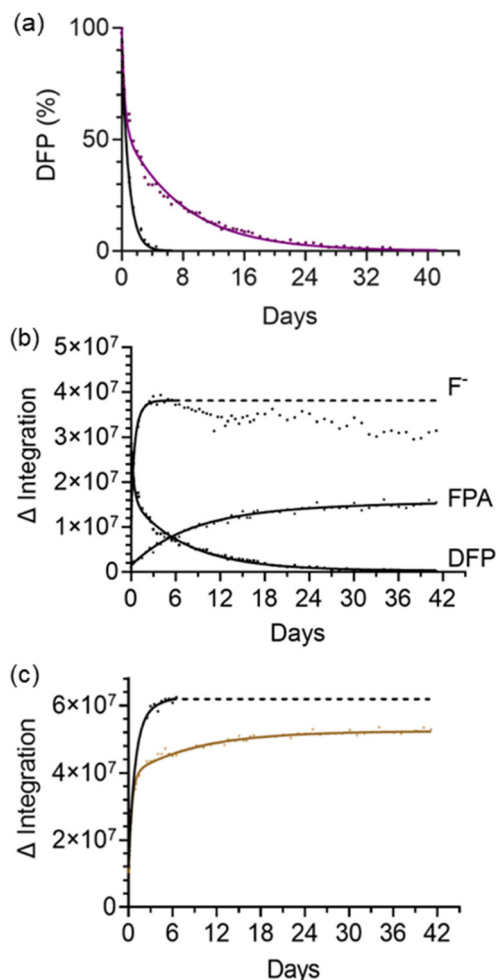 (a)
100
50
0
DFP (%)
0 8 16 24 32 40
Days
(b)
5×10⁷
4×10⁷
3×10⁷
2×10⁷
1×10⁷
0
Δ Integration
F⁻
FPA
DFP
0 6 12 18 24 30 36 42
Days
(c)
6×10⁷
4×10⁷
2×10⁷
0
Δ Integration
0 6 12 18 24 30 36 42
Days